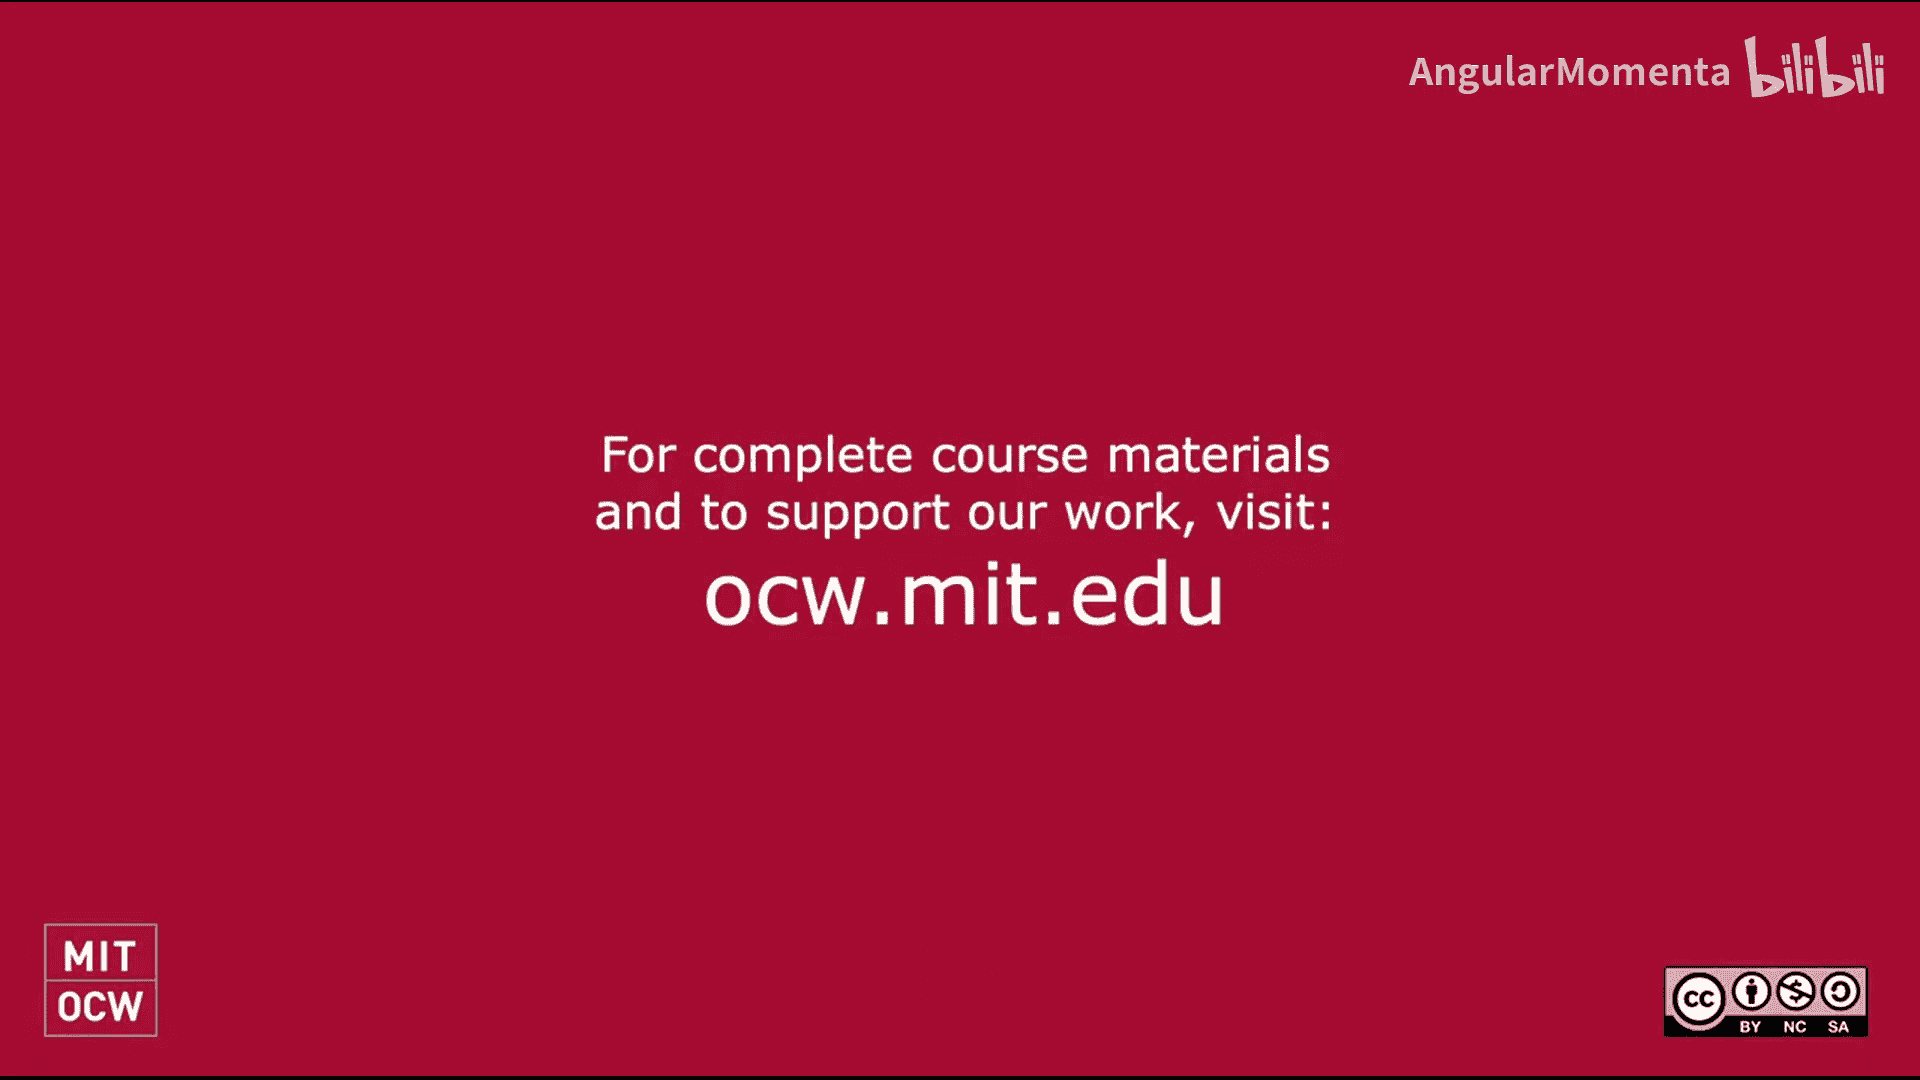 AngularMomenta bilibili
For complete course materials
and to support our work, visit:
ocw.mit.edu
MIT
OCW
cc
BY NC SA